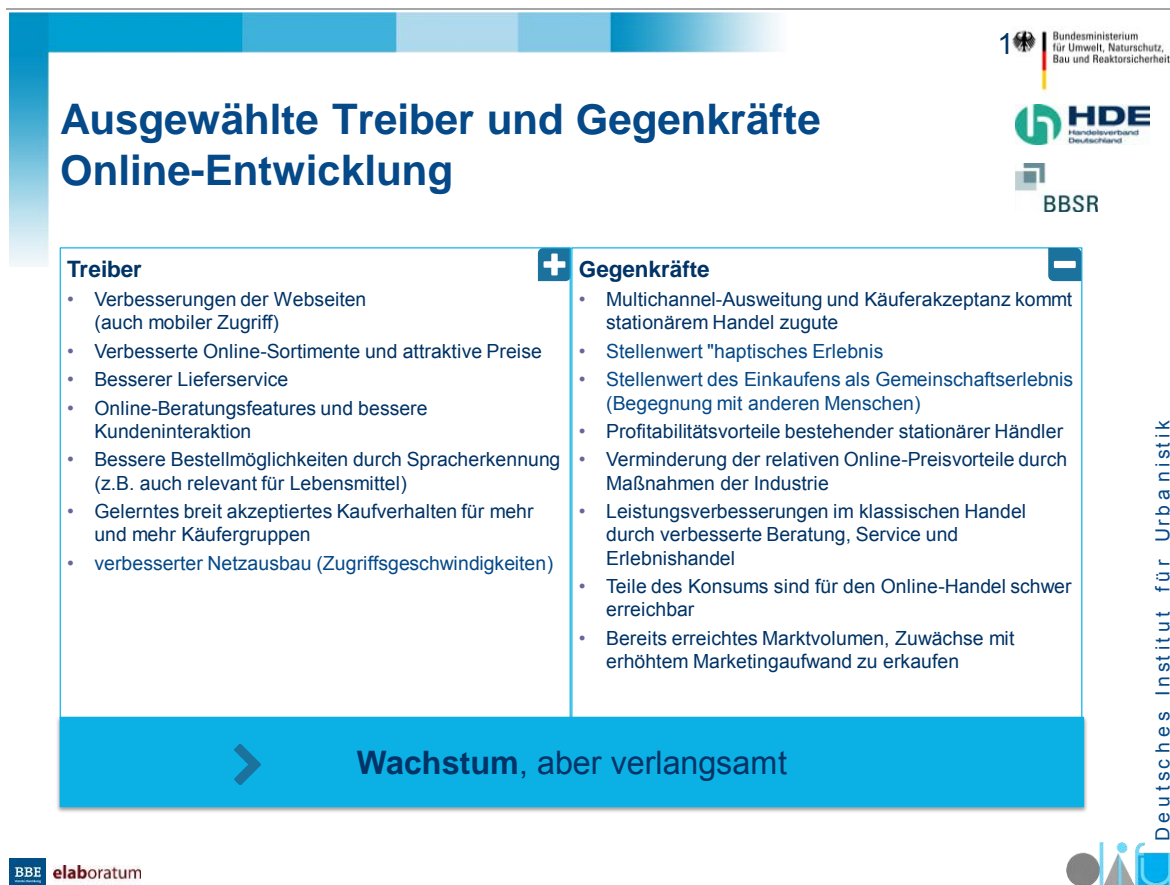 1
Bundesministerium
für Umwelt, Naturschutz,
Bau und Reaktorsicherheit
Ausgewählte Treiber und Gegenkräfte
Online-Entwicklung
HDE
Handelsverband
Deutschland
BBSR
Treiber
• Verbesserungen der Webseiten
(auch mobiler Zugriff)
• Verbesserte Online-Sortimente und attraktive Preise
• Besserer Lieferservice
• Online-Beratungsfeatures und bessere
Kundeninteraktion
• Bessere Bestellmöglichkeiten durch Spracherkennung
(z.B. auch relevant für Lebensmittel)
• Gelerntes breit akzeptiertes Kaufverhalten für mehr
und mehr Käufergruppen
• verbesserter Netzausbau (Zugriffsgeschwindigkeiten)
Gegenkräfte
• Multichannel-Ausweitung und Käuferakzeptanz kommt
stationärem Handel zugute
• Stellenwert "haptisches Erlebnis
• Stellenwert des Einkaufens als Gemeinschaftserlebnis
(Begegnung mit anderen Menschen)
• Profitabilitätsvorteile bestehender stationärer Händler
• Verminderung der relativen Online-Preisvorteile durch
Maßnahmen der Industrie
• Leistungsverbesserungen im klassischen Handel
durch verbesserte Beratung, Service und
Erlebnishandel
• Teile des Konsums sind für den Online-Handel schwer
erreichbar
• Bereits erreichtes Marktvolumen, Zuwächse mit
erhöhtem Marketingaufwand zu erkaufen
Wachstum, aber verlangsamt
Deutsches Institut für Urbanistik
BBE
elaboratum
difu